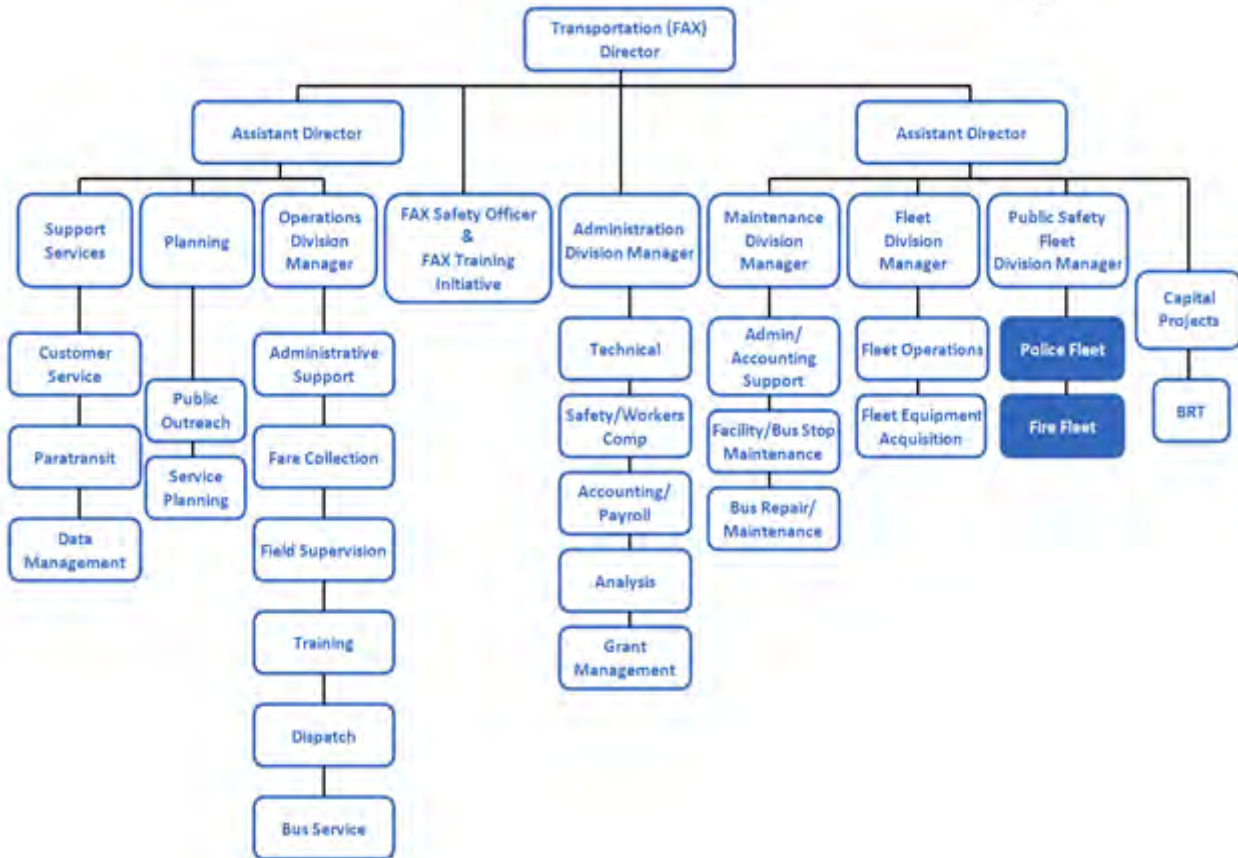 Transportation (FAX)
Director
Assistant Director
Assistant Director
Support
Services
Planning
Operations
Division
Manager
FAX Safety Officer
&
FAX Training
Initiative
Administration
Division Manager
Maintenance
Division
Manager
Fleet
Division
Manager
Public Safety
Fleet
Division Manager
Capital
Projects
Customer
Service
Paratransit
Data
Management
Public
Outreach
Service
Planning
Administrative
Support
Fare Collection
Field Supervision
Training
Dispatch
Bus Service
Technical
Safety/Workers
Comp
Accounting/
Payroll
Analysis
Grant
Management
Admin/
Accounting
Support
Facility/Bus Stop
Maintenance
Bus Repair/
Maintenance
Fleet Operations
Fleet Equipment
Acquisition
Police Fleet
Fire Fleet
BRT